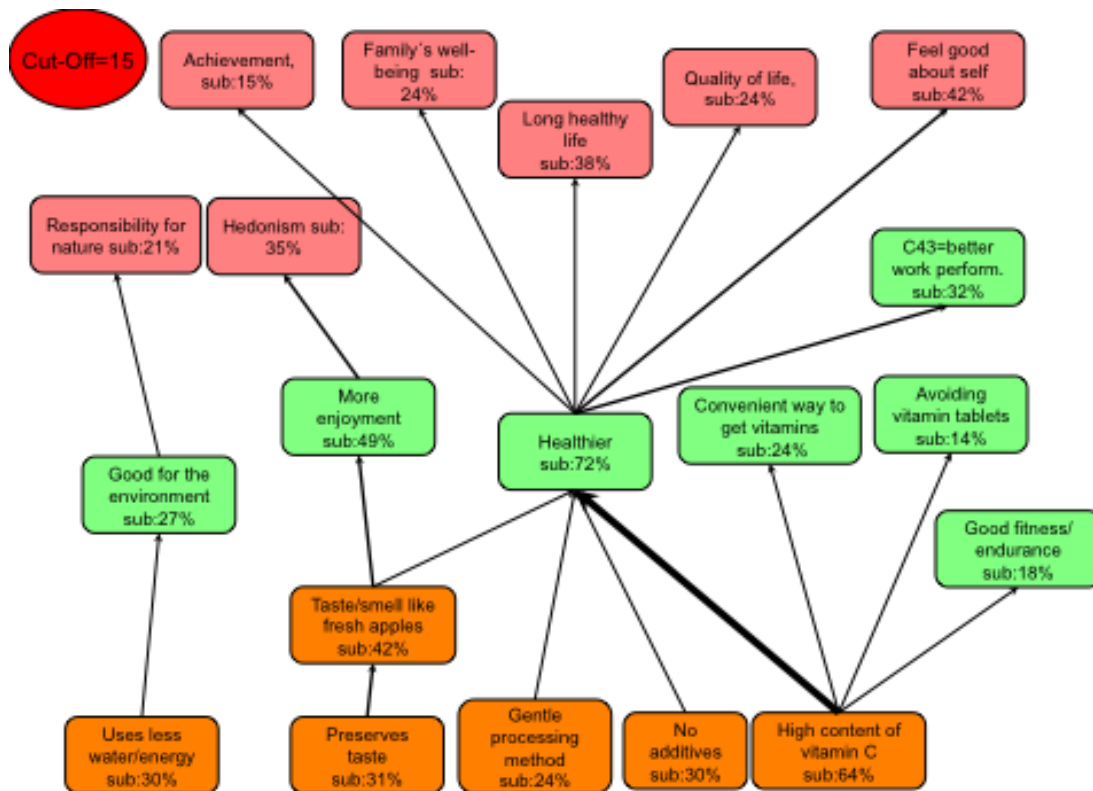 Cut-Off=15
Achievement,
sub:15%
Family´s well-
being sub:
24%
Long healthy
life
sub:38%
Quality of life,
sub:24%
Feel good
about self
sub:42%
Responsibility for
nature sub:21%
Hedonism sub:
35%
C43=better
work perform.
sub:32%
More
enjoyment
sub:49%
Healthier
sub:72%
Convenient way to
get vitamins
sub:24%
Avoiding
vitamin tablets
sub:14%
Good for the
environment
sub:27%
Good fitness/
endurance
sub:18%
Taste/smell like
fresh apples
sub:42%
Uses less
water/energy
sub:30%
Preserves
taste
sub:31%
Gentle
processing
method
sub:24%
No
additives
sub:30%
High content of
vitamin C
sub:64%